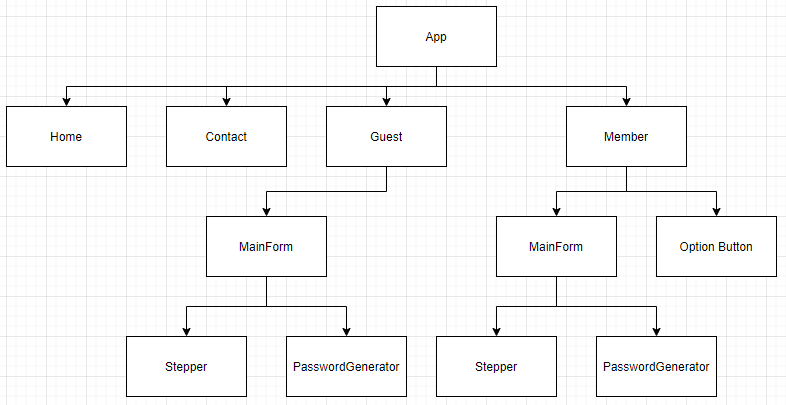 App
Home
Contact
Guest
Member
MainForm
MainForm
Option Button
Stepper
PasswordGenerator
Stepper
PasswordGenerator